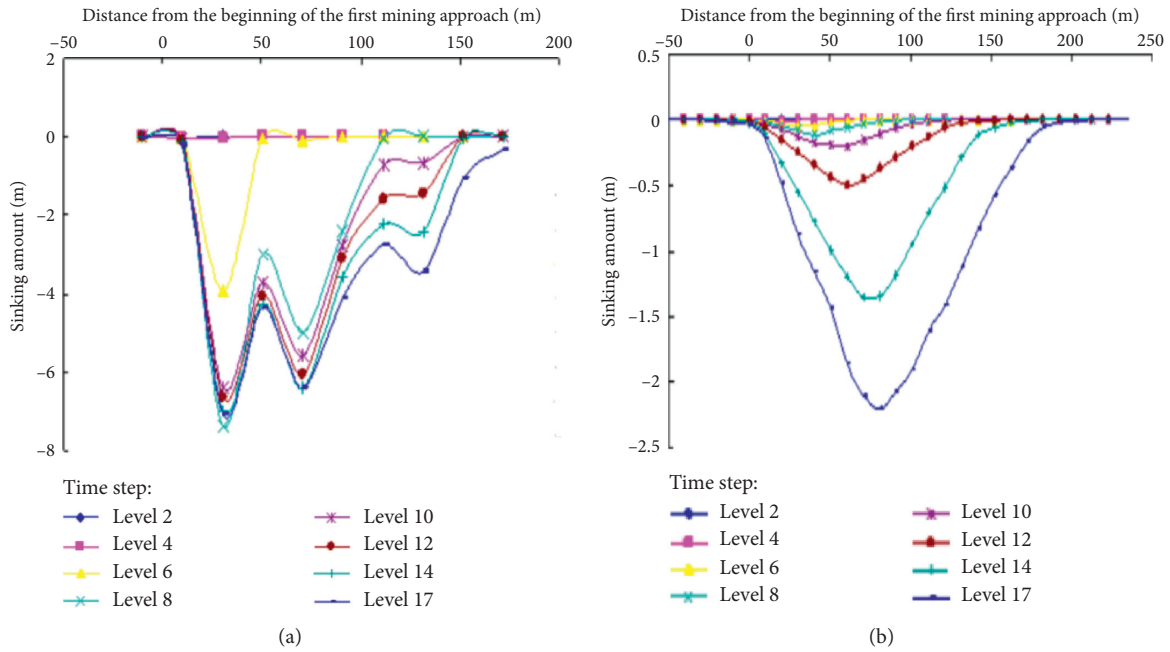 Distance from the beginning of the first mining approach (m)
−50 0 50 100 150 200
2
0
−2
−4
−6
−8
Sinking amount (m)
Time step:
Level 2 Level 10
Level 4 Level 12
Level 6 Level 14
Level 8 Level 17
(a)
Distance from the beginning of the first mining approach (m)
−50 0 50 100 150 200 250
0.5
0
−0.5
−1
−1.5
−2
−2.5
Sinking amount (m)
Time step:
Level 2 Level 10
Level 4 Level 12
Level 6 Level 14
Level 8 Level 17
(b)